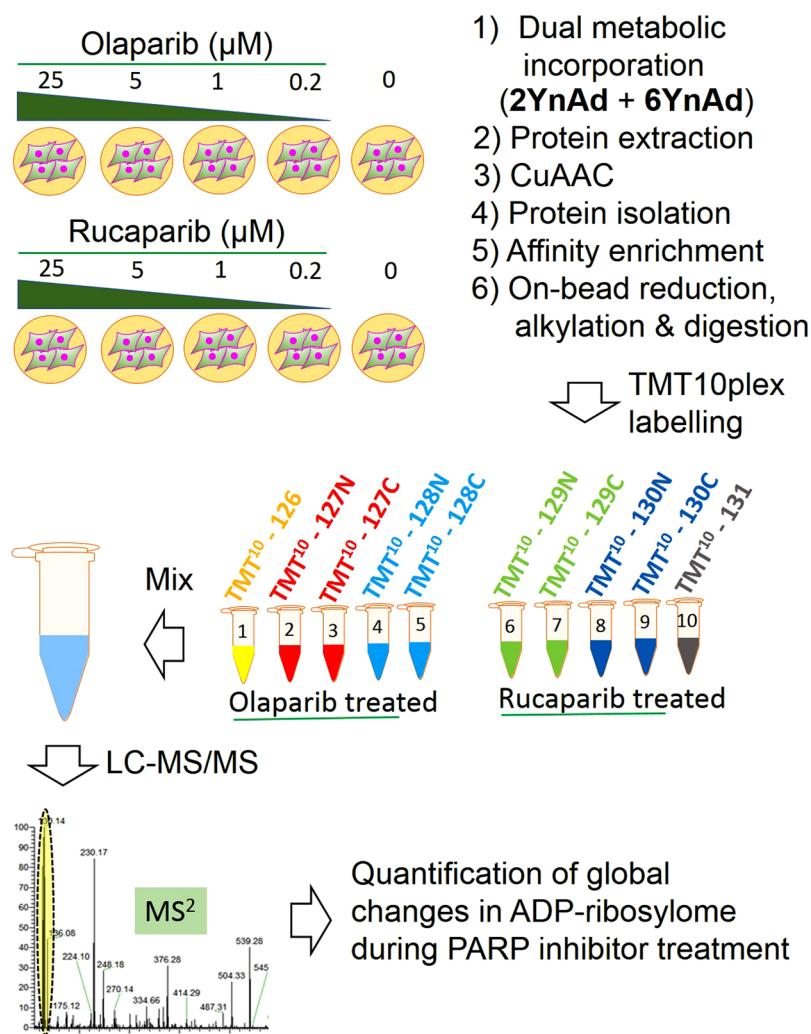 Olaparib (µM)
25 5 1 0.2 0
Rucaparib (µM)
25 5 1 0.2 0
1) Dual metabolic
incorporation
(2YnAd + 6YnAd)
2) Protein extraction
3) CuAAC
4) Protein isolation
5) Affinity enrichment
6) On-bead reduction,
alkylation & digestion
TMT10plex
labelling
TMT¹⁰ - 126
TMT¹⁰ - 127N
TMT¹⁰ - 127C
TMT¹⁰ - 128N
TMT¹⁰ - 128C
TMT¹⁰ - 129N
TMT¹⁰ - 129C
TMT¹⁰ - 130N
TMT¹⁰ - 130C
TMT¹⁰ - 131
Mix
1 2 3 4 5 6 7 8 9 10
Olaparib treated
Rucaparib treated
LC-MS/MS
100
90
80
70
60
50
40
30
20
10
0
230.17
224.10
248.18
175.12
270.14
334.66
376.28
414.29
487.31
504.33
539.28
545
MS²
Quantification of global
changes in ADP-ribosylome
during PARP inhibitor treatment